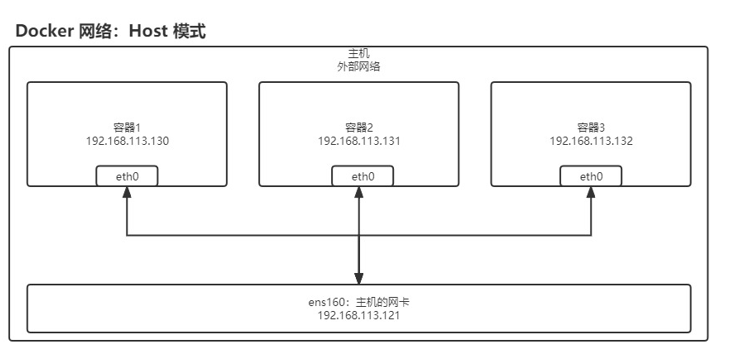 Docker 网络：Host 模式
主机
外部网络
容器1
192.168.113.130
eth0
容器2
192.168.113.131
eth0
容器3
192.168.113.132
eth0
ens160：主机的网卡
192.168.113.121